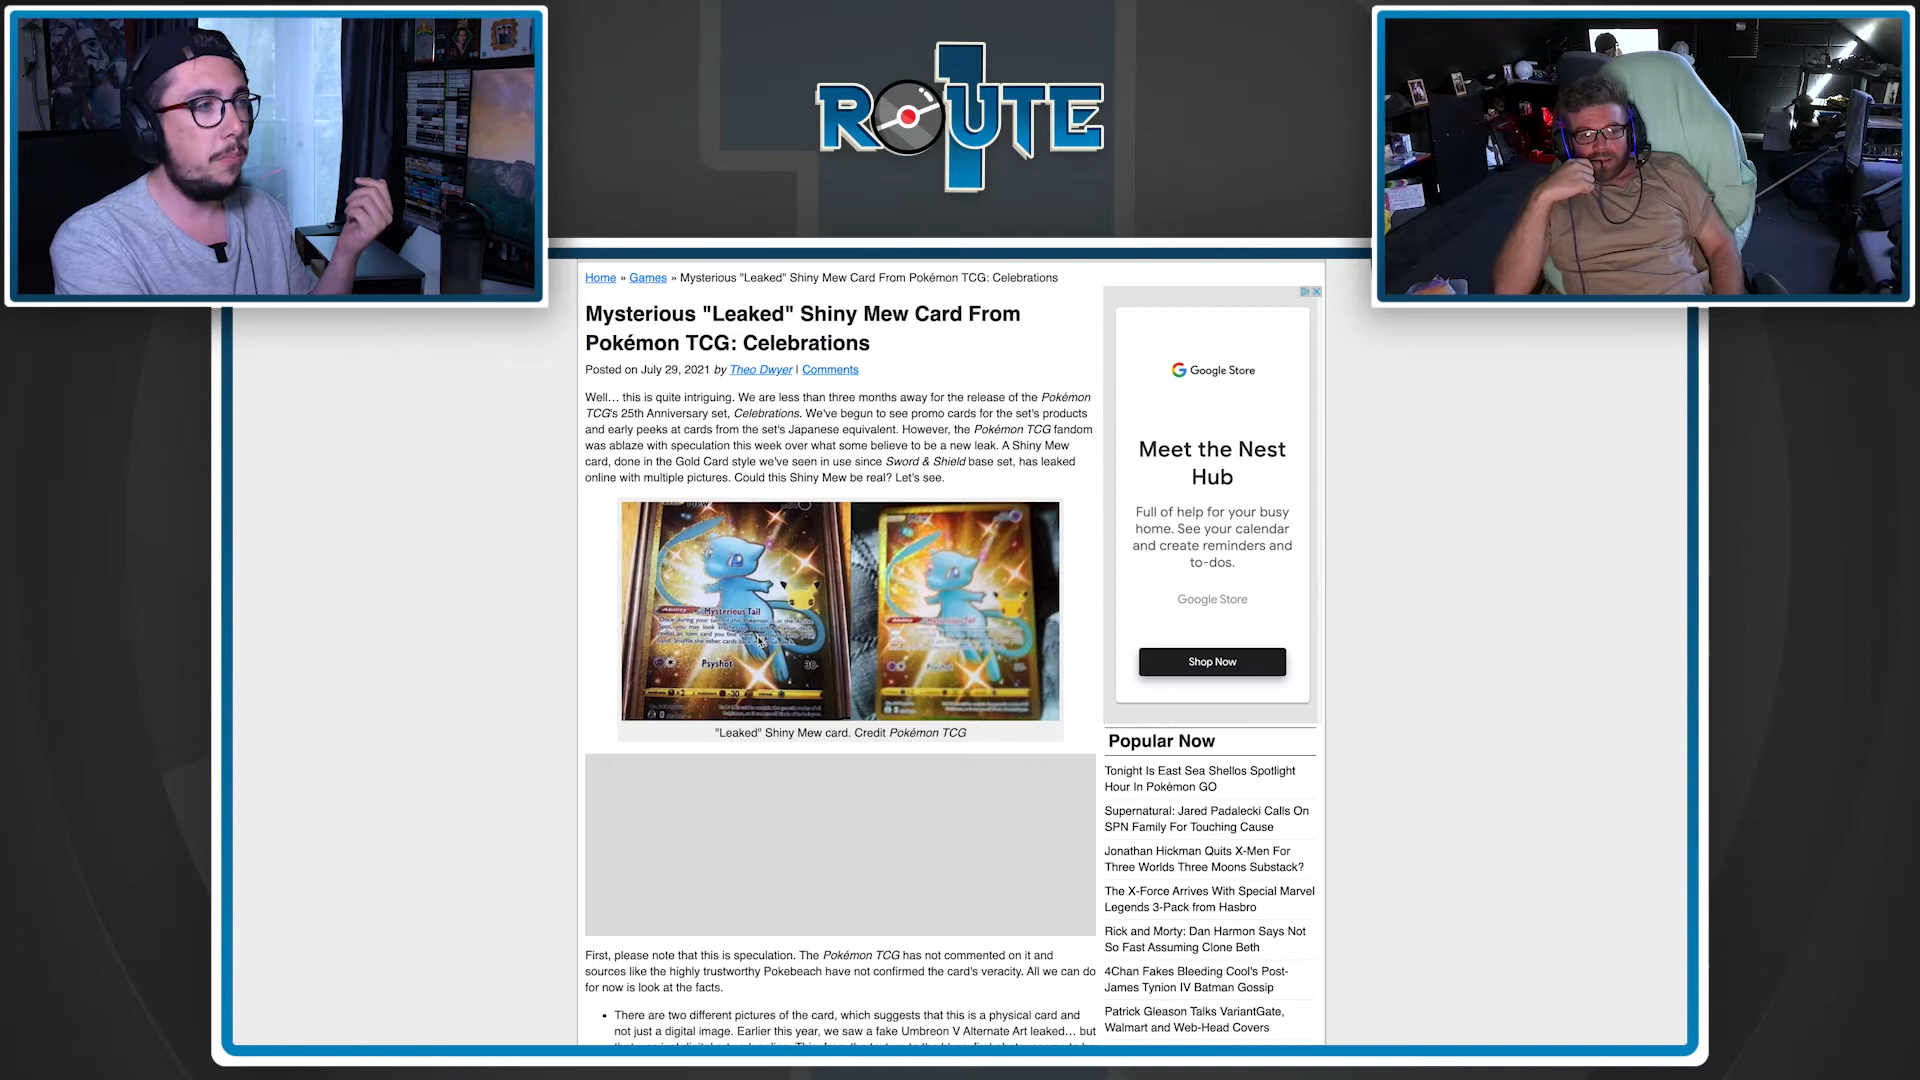 ROUTE
1
Home » Games » Mysterious "Leaked" Shiny Mew Card From Pokémon TCG: Celebrations
Mysterious "Leaked" Shiny Mew Card From
Pokémon TCG: Celebrations
Posted on July 29, 2021 by Theo Dwyer | Comments
Well… this is quite intriguing. We are less than three months away for the release of the Pokémon
TCG's 25th Anniversary set, Celebrations. We've begun to see promo cards for the set's products
and early peeks at cards from the set's Japanese equivalent. However, the Pokémon TCG fandom
was ablaze with speculation this week over what some believe to be a new leak. A Shiny Mew
card, done in the Gold Card style we've seen in use since Sword & Shield base set, has leaked
online with multiple pictures. Could this Shiny Mew be real? Let's see.
Ability Mysterious Tail
Psyshot 30
Mysterious Tail
Psyshot
"Leaked" Shiny Mew card. Credit Pokémon TCG
First, please note that this is speculation. The Pokémon TCG has not commented on it and
sources like the highly trustworthy Pokebeach have not confirmed the card's veracity. All we can do
for now is look at the facts.
• There are two different pictures of the card, which suggests that this is a physical card and
not just a digital image. Earlier this year, we saw a fake Umbreon V Alternate Art leaked… but
Google Store
Meet the Nest
Hub
Full of help for your busy
home. See your calendar
and create reminders and
to-dos.
Google Store
Shop Now
Popular Now
Tonight Is East Sea Shellos Spotlight
Hour In Pokémon GO
Supernatural: Jared Padalecki Calls On
SPN Family For Touching Cause
Jonathan Hickman Quits X-Men For
Three Worlds Three Moons Substack?
The X-Force Arrives With Special Marvel
Legends 3-Pack from Hasbro
Rick and Morty: Dan Harmon Says Not
So Fast Assuming Clone Beth
4Chan Fakes Bleeding Cool's Post-
James Tynion IV Batman Gossip
Patrick Gleason Talks VariantGate,
Walmart and Web-Head Covers